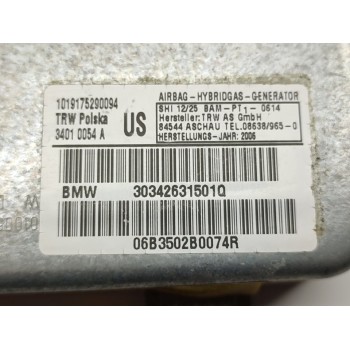 1019175290094
TRW Polska
3401 0054 A
US
AIRBAG - HYBRIDGAS - GENERATOR
SHI 12/25 BAM - PT1 - 0614
Hersteller: TRW AS GmbH
84544 ASCHAU TEL.08638/965-0
HERSTELLUNGS - JAHR: 2006
BMW 30342631501Q
06B3502B0074R